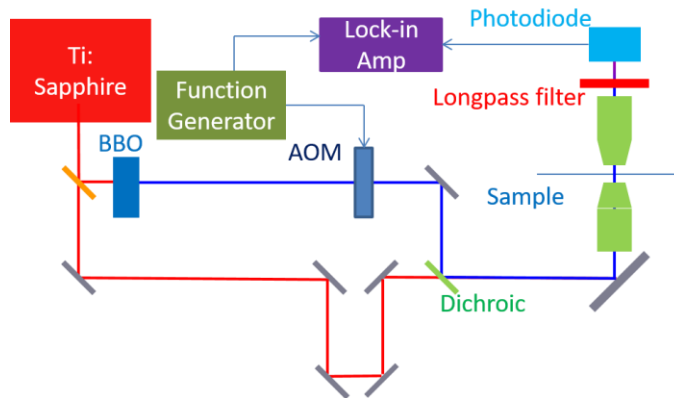 Ti:
Sapphire
Lock-in
Amp
Photodiode
Function
Generator
Longpass filter
BBO
AOM
Sample
Dichroic